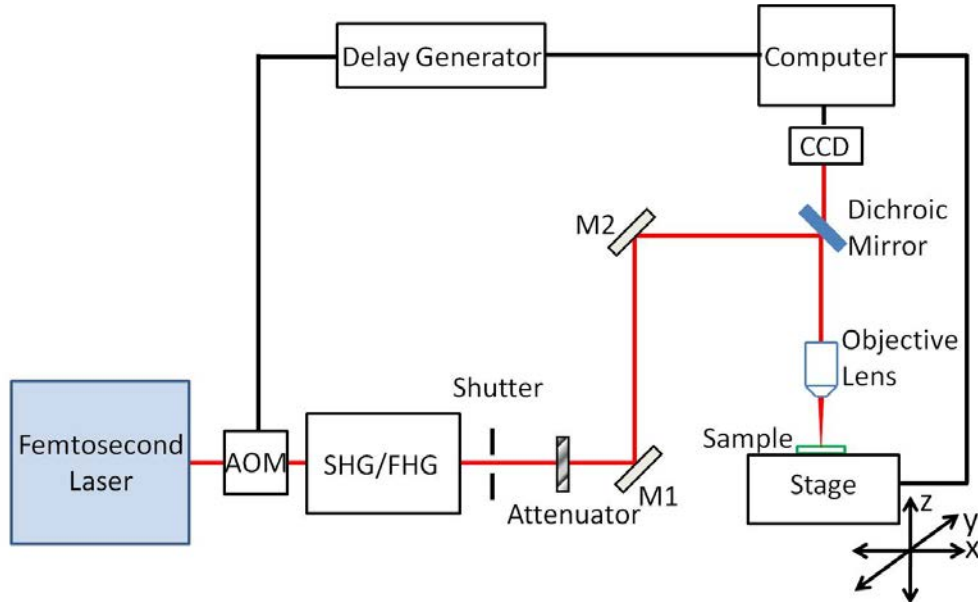 Delay Generator
Computer
CCD
Dichroic
Mirror
M2
Objective
Lens
Shutter
Femtosecond
Laser
AOM
SHG/FHG
Attenuator
M1
Sample
Stage
z
y
x